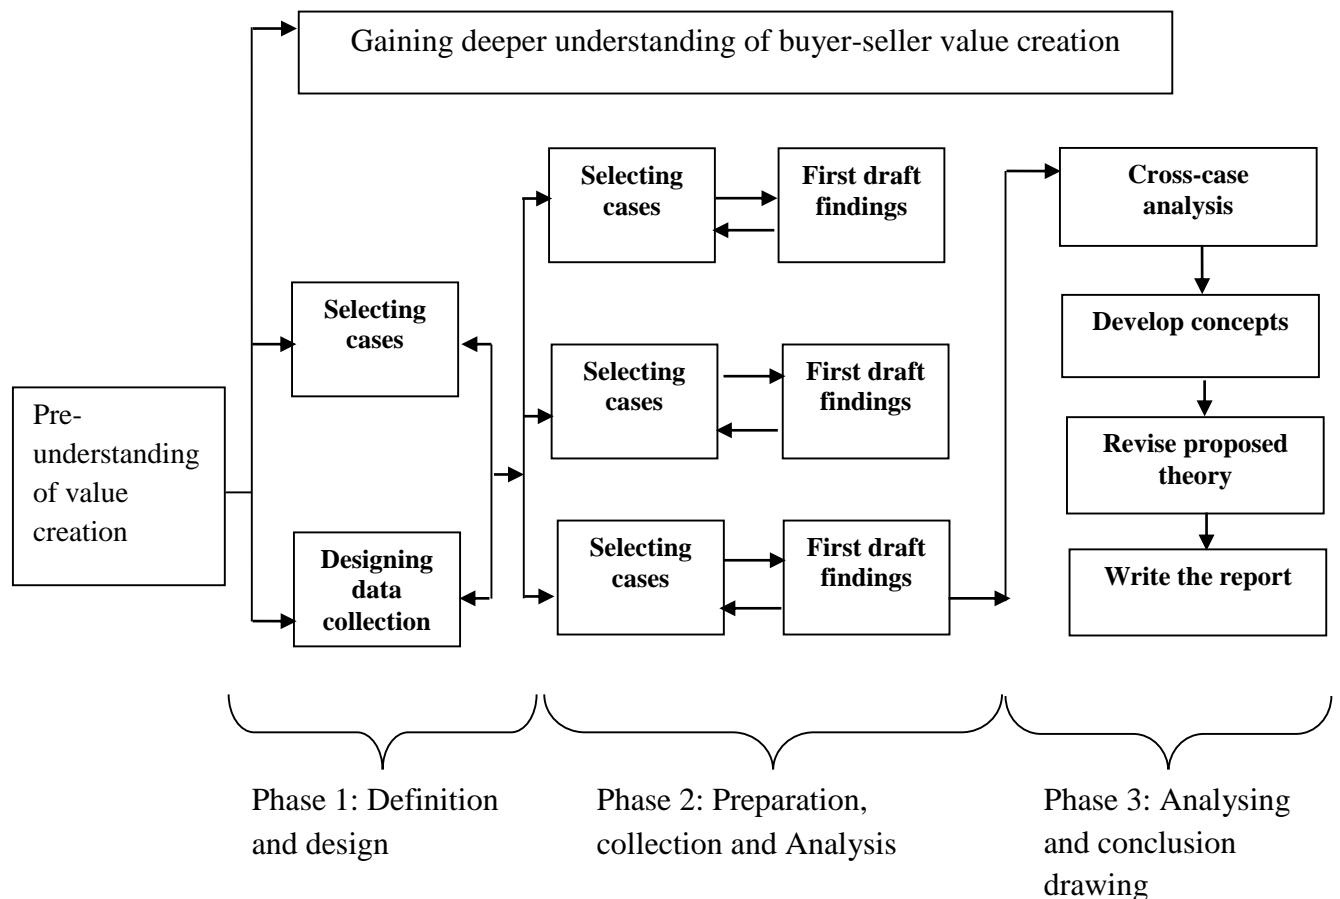 Gaining deeper understanding of buyer-seller value creation
Selecting
cases
First draft
findings
Cross-case
analysis
Selecting
cases
Develop concepts
Selecting
cases
First draft
findings
Pre-
understanding
of value
creation
Revise proposed
theory
Designing
data
collection
Selecting
cases
First draft
findings
Write the report
Phase 1: Definition
and design
Phase 2: Preparation,
collection and Analysis
Phase 3: Analysing
and conclusion
drawing